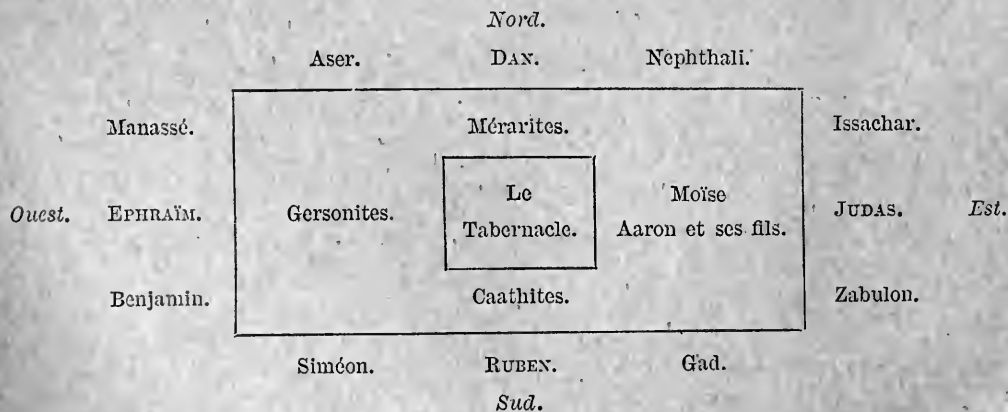 Nord.
Aser. DAN. Nephthali.
Manassé. Mérarites. Issachar.
Ouest. EPHRAÏM. Gersonites. Le Tabernacle. Moïse Aaron et ses fils. JUDAS. Est.
Benjamin. Caathites. Zabulon.
Siméon. RUBEN. Gad.
Sud.